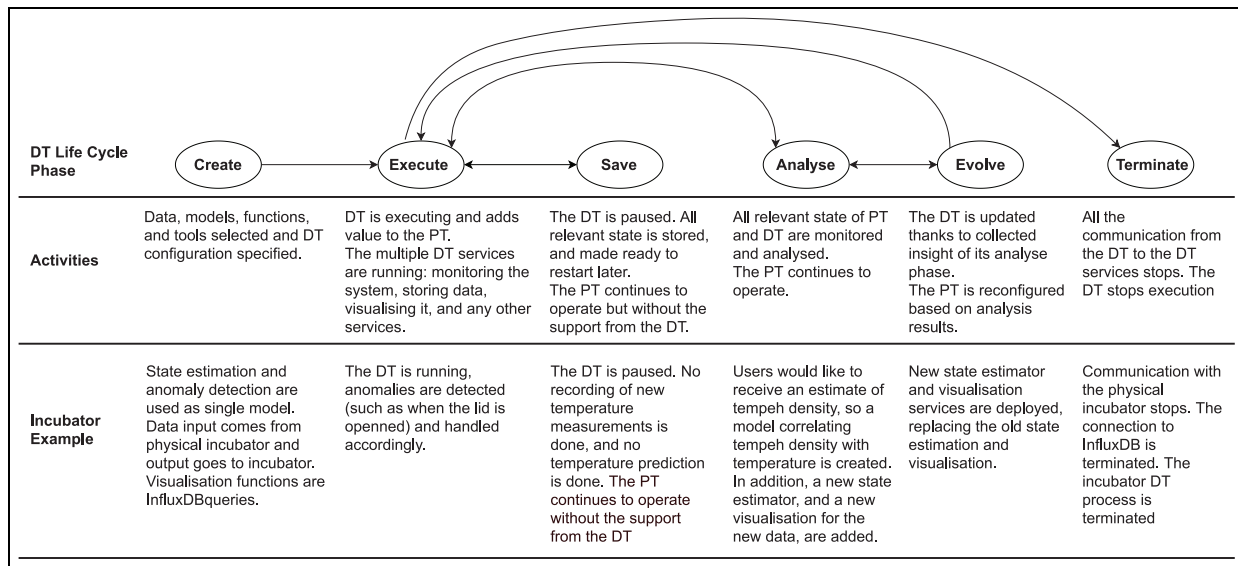 DT Life Cycle
Phase
Create
Execute
Save
Analyse
Evolve
Terminate
Activities
Data, models, functions,
and tools selected and DT
configuration specified.
DT is executing and adds
value to the PT.
The multiple DT services
are running: monitoring the
system, storing data,
visualising it, and any other
services.
The DT is paused. All
relevant state is stored,
and made ready to
restart later.
The PT continues to
operate but without the
support from the DT.
All relevant state of PT
and DT are monitored
and analysed.
The PT continues to
operate.
The DT is updated
thanks to collected
insight of its analyse
phase.
The PT is reconfigured
based on analysis
results.
All the
communication from
the DT to the DT
services stops. The
DT stops execution
Incubator
Example
State estimation and
anomaly detection are
used as single model.
Data input comes from
physical incubator and
output goes to incubator.
Visualisation functions are
InfluxDBqueries.
The DT is running,
anomalies are detected
(such as when the lid is
openned) and handled
accordingly.
The DT is paused. No
recording of new
temperature
measurements is
done, and no
temperature prediction
is done. The PT
continues to operate
without the support
from the DT
Users would like to
receive an estimate of
tempeh density, so a
model correlating
tempeh density with
temperature is created.
In addition, a new state
estimator, and a new
visualisation for the
new data, are added.
New state estimator
and visualisation
services are deployed,
replacing the old state
estimation and
visualisation.
Communication with
the physical
incubator stops. The
connection to
InfluxDB is
terminated. The
incubator DT
process is
terminated